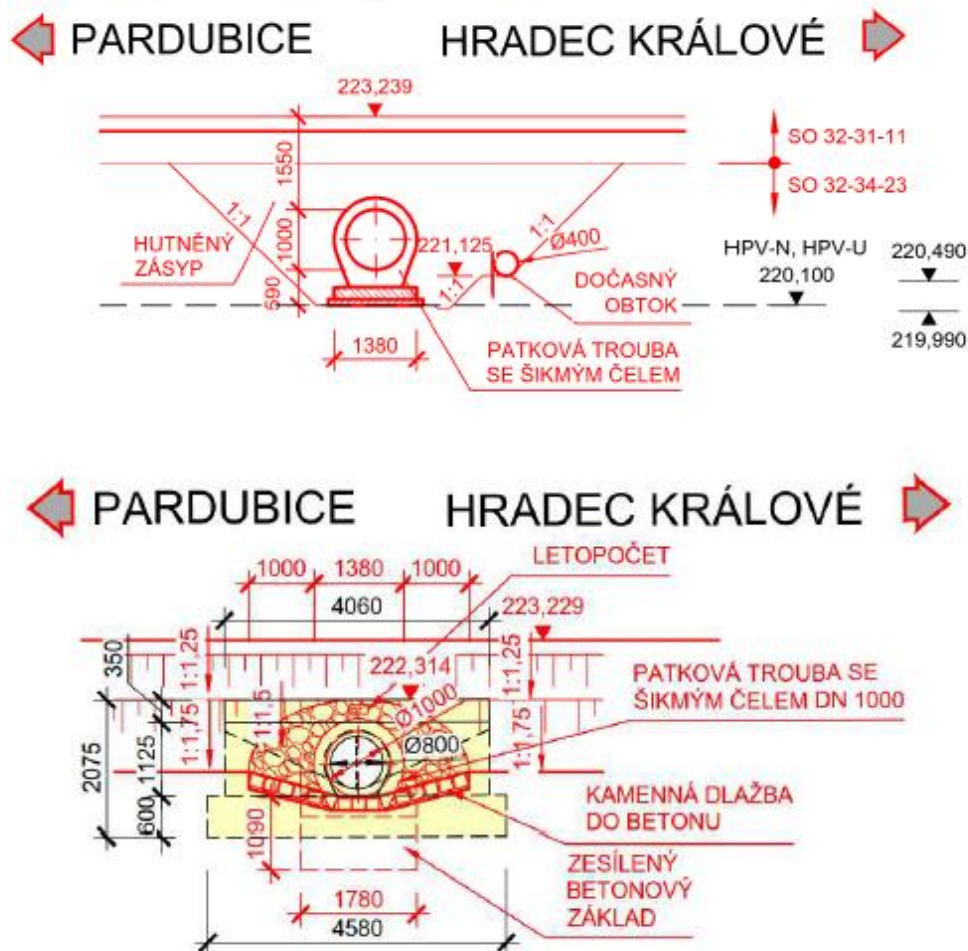 PARDUBICE HRADEC KRÁLOVÉ
223,239
SO 32-31-11
SO 32-34-23
1550
1:1
1:1
HUTNĚNÝ
ZÁSYP
1000
221,125
Ø400
HPV-N, HPV-U
220,100
220,490
590
1:1
DOČASNÝ
OBTOK
219,990
1380
PATKOVÁ TROUBA
SE ŠIKMÝM ČELEM
PARDUBICE HRADEC KRÁLOVÉ
LETOPOČET
1000 1380 1000
4060
223,229
350
1:1,25
222,314
1:1,25
PATKOVÁ TROUBA SE
ŠIKMÝM ČELEM DN 1000
Ø1000
1:1,5
1:1,75
1:1,75
Ø800
2075
1125
600
1090
KAMENNÁ DLAŽBA
DO BETONU
ZESÍLENÝ
BETONOVÝ
ZÁKLAD
1780
4580